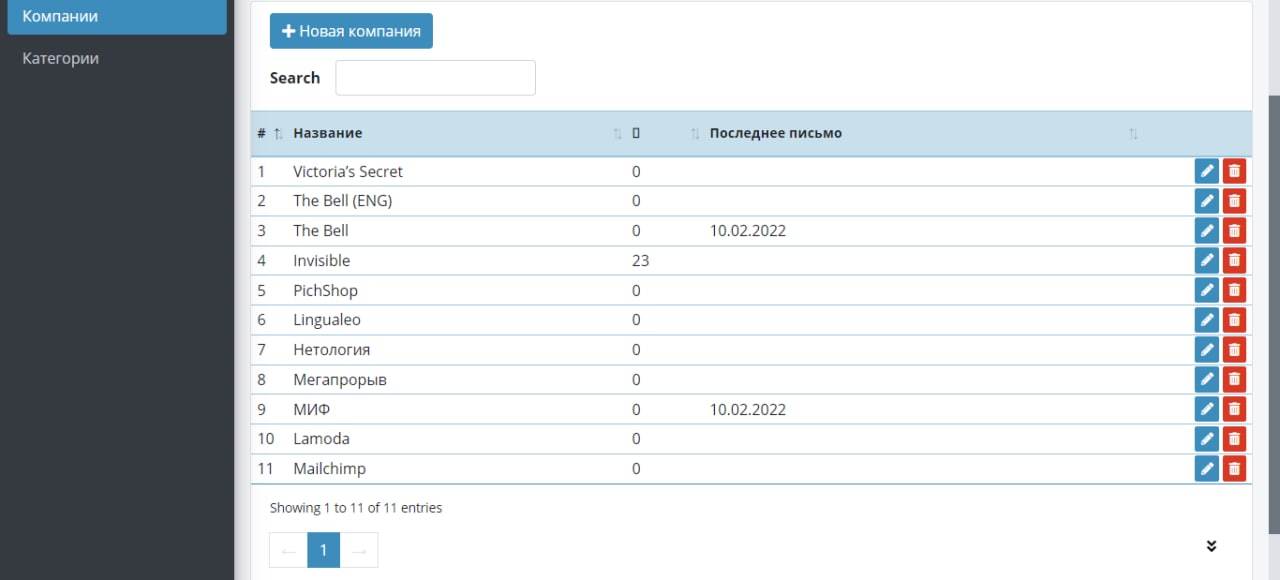 Компании
Категории
Новая компания
Search
# Название Последнее письмо
1 Victoria’s Secret 0
2 The Bell (ENG) 0
3 The Bell 0 10.02.2022
4 Invisible 23
5 PichShop 0
6 Lingualeo 0
7 Нетология 0
8 Мегапрорыв 0
9 МИФ 0 10.02.2022
10 Lamoda 0
11 Mailchimp 0
Showing 1 to 11 of 11 entries
← 1 →